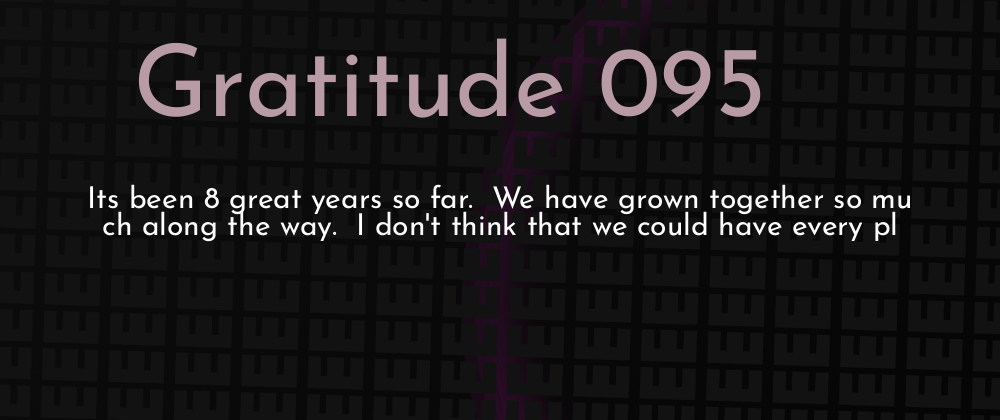 Gratitude 095
Its been 8 great years so far.  We have grown together so mu
ch along the way.  I don't think that we could have every pl